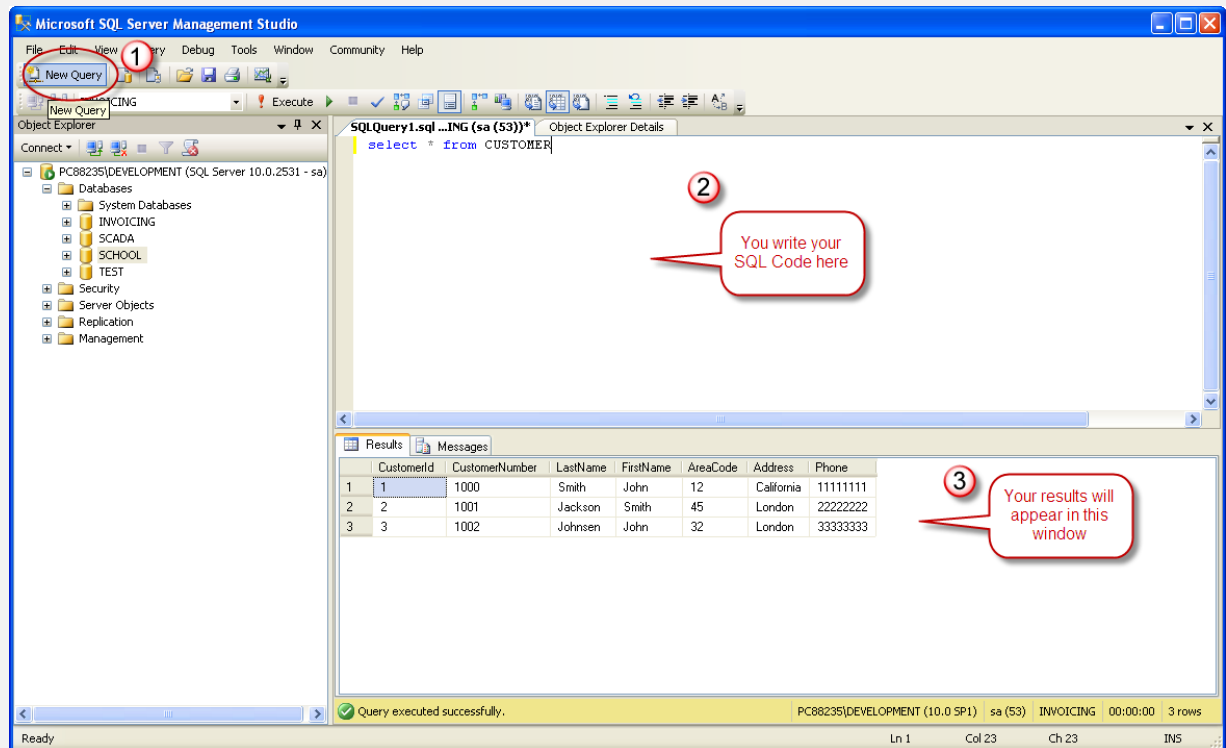 Microsoft SQL Server Management Studio
File Edit View Debug Tools Window Community Help
1
New Query
Execute
New Query
Object Explorer
SQLQuery1.sql ...ING (sa (53))* Object Explorer Details
Connect
select * from CUSTOMER
PC88235\DEVELOPMENT (SQL Server 10.0.2531 - sa)
Databases
System Databases
INVOICING
SCADA
SCHOOL
TEST
Security
Server Objects
Replication
Management
2
You write your
SQL Code here
Results Messages
CustomerId CustomerNumber LastName FirstName AreaCode Address Phone
1 1 1000 Smith John 12 California 11111111
2 2 1001 Jackson Smith 45 London 22222222
3 3 1002 Johnsen John 32 London 33333333
3
Your results will
appear in this
window
Query executed successfully. PC88235\DEVELOPMENT (10.0 SP1) sa (53) INVOICING 00:00:00 3 rows
Ready Ln 1 Col 23 Ch 23 INS